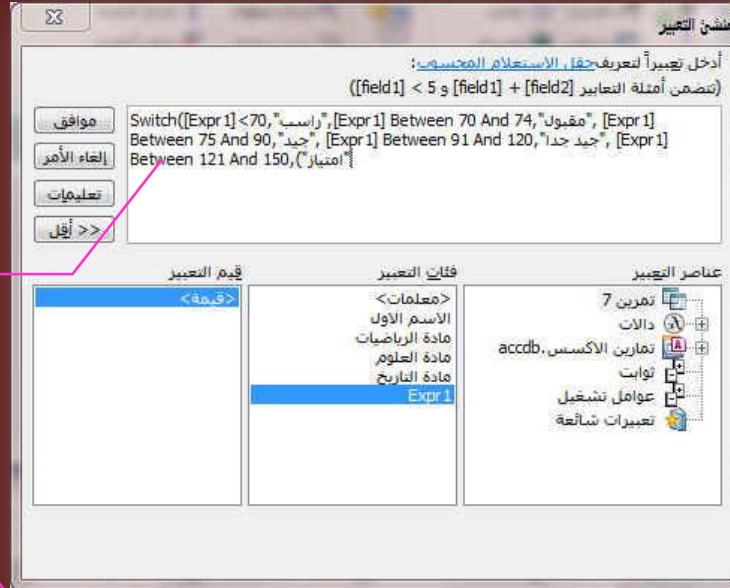 منشئ التعبير
أدخل تعبيراً لتعريف حقل الاستعلام المحسوب:
(تتضمن أمثلة التعابير [field1] + [field2] و [field1] < 5)
Switch([Expr1]<70,"راسب",[Expr1] Between 70 And 74,"مقبول", [Expr1]
Between 75 And 90,"جيد",[Expr1] Between 91 And 120,"جيد جدا", [Expr1]
Between 121 And 150,("امتياز"
موافق
إلغاء الأمر
تعليمات
<< أقل
عناصر التعبير
تمرين 7
دالات
تمارين الاكسس.accdb
ثوابت
عوامل تشغيل
تعبيرات شائعة
فئات التعبير
<معلمات>
الاسم الاول
مادة الرياضيات
مادة العلوم
مادة التاريخ
Expr1
قيم التعبير
<قيمة>